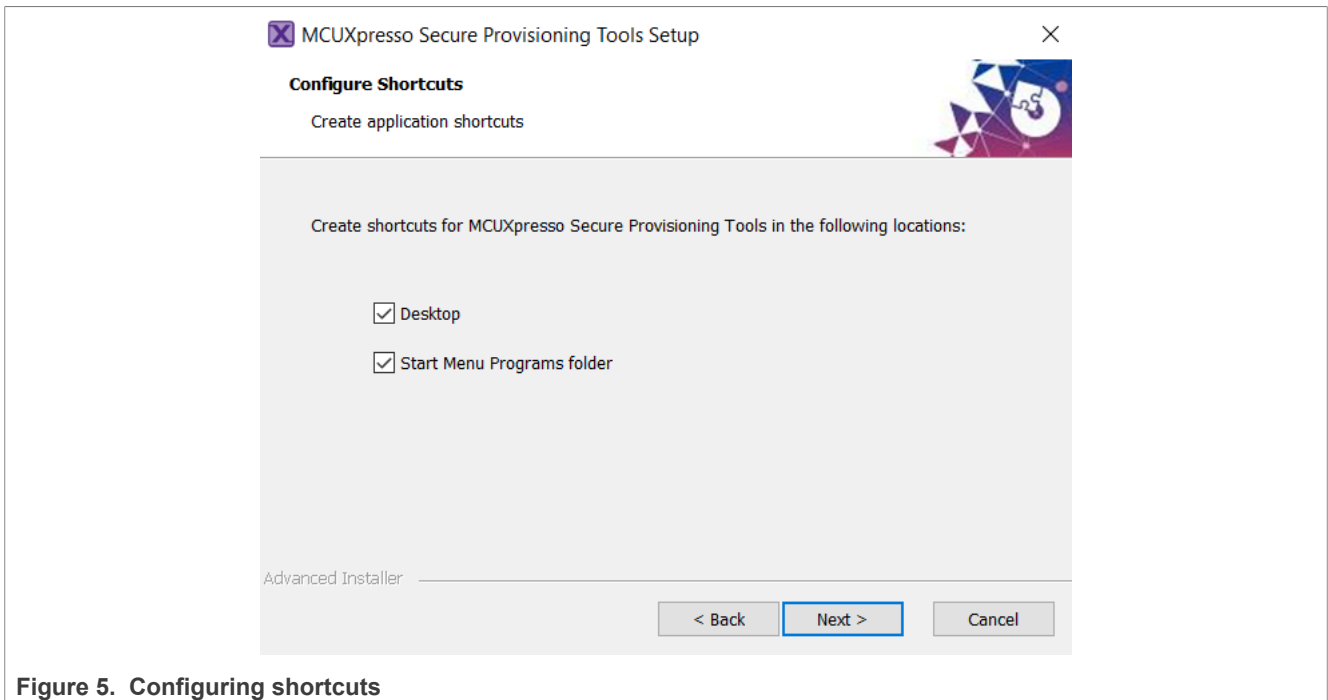 MCUXpresso Secure Provisioning Tools Setup
Configure Shortcuts
Create application shortcuts
Create shortcuts for MCUXpresso Secure Provisioning Tools in the following locations:
Desktop
Start Menu Programs folder
Advanced Installer
< Back Next > Cancel
Figure 5. Configuring shortcuts